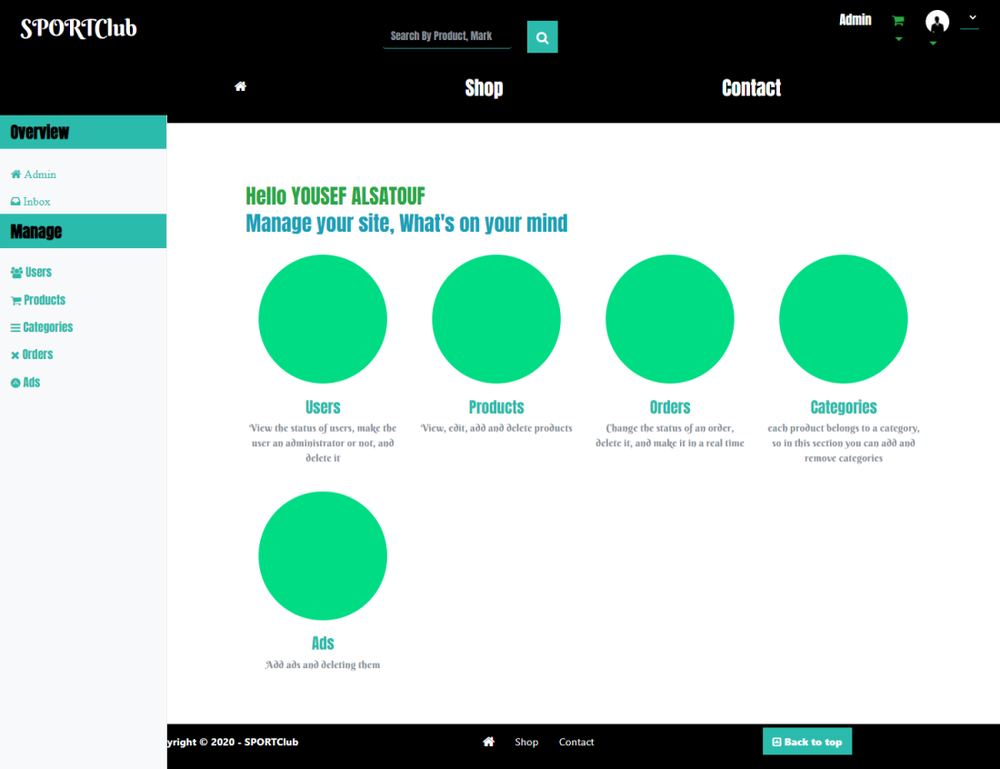 SPORTClub
Search By Product, Mark
Admin
Shop
Contact
Overview
Admin
Inbox
Manage
Users
Products
Categories
Orders
Ads
Hello YOUSEF ALSATOUF
Manage your site, What's on your mind
Users
View the status of users, make the
user an administrator or not, and
delete it
Products
View, edit, add and delete products
Orders
Change the status of an order,
delete it, and make it in a real time
Categories
each product belongs to a category,
so in this section you can add and
remove categories
Ads
Add ads and deleting them
yright © 2020 - SPORTClub
Shop
Contact
Back to top